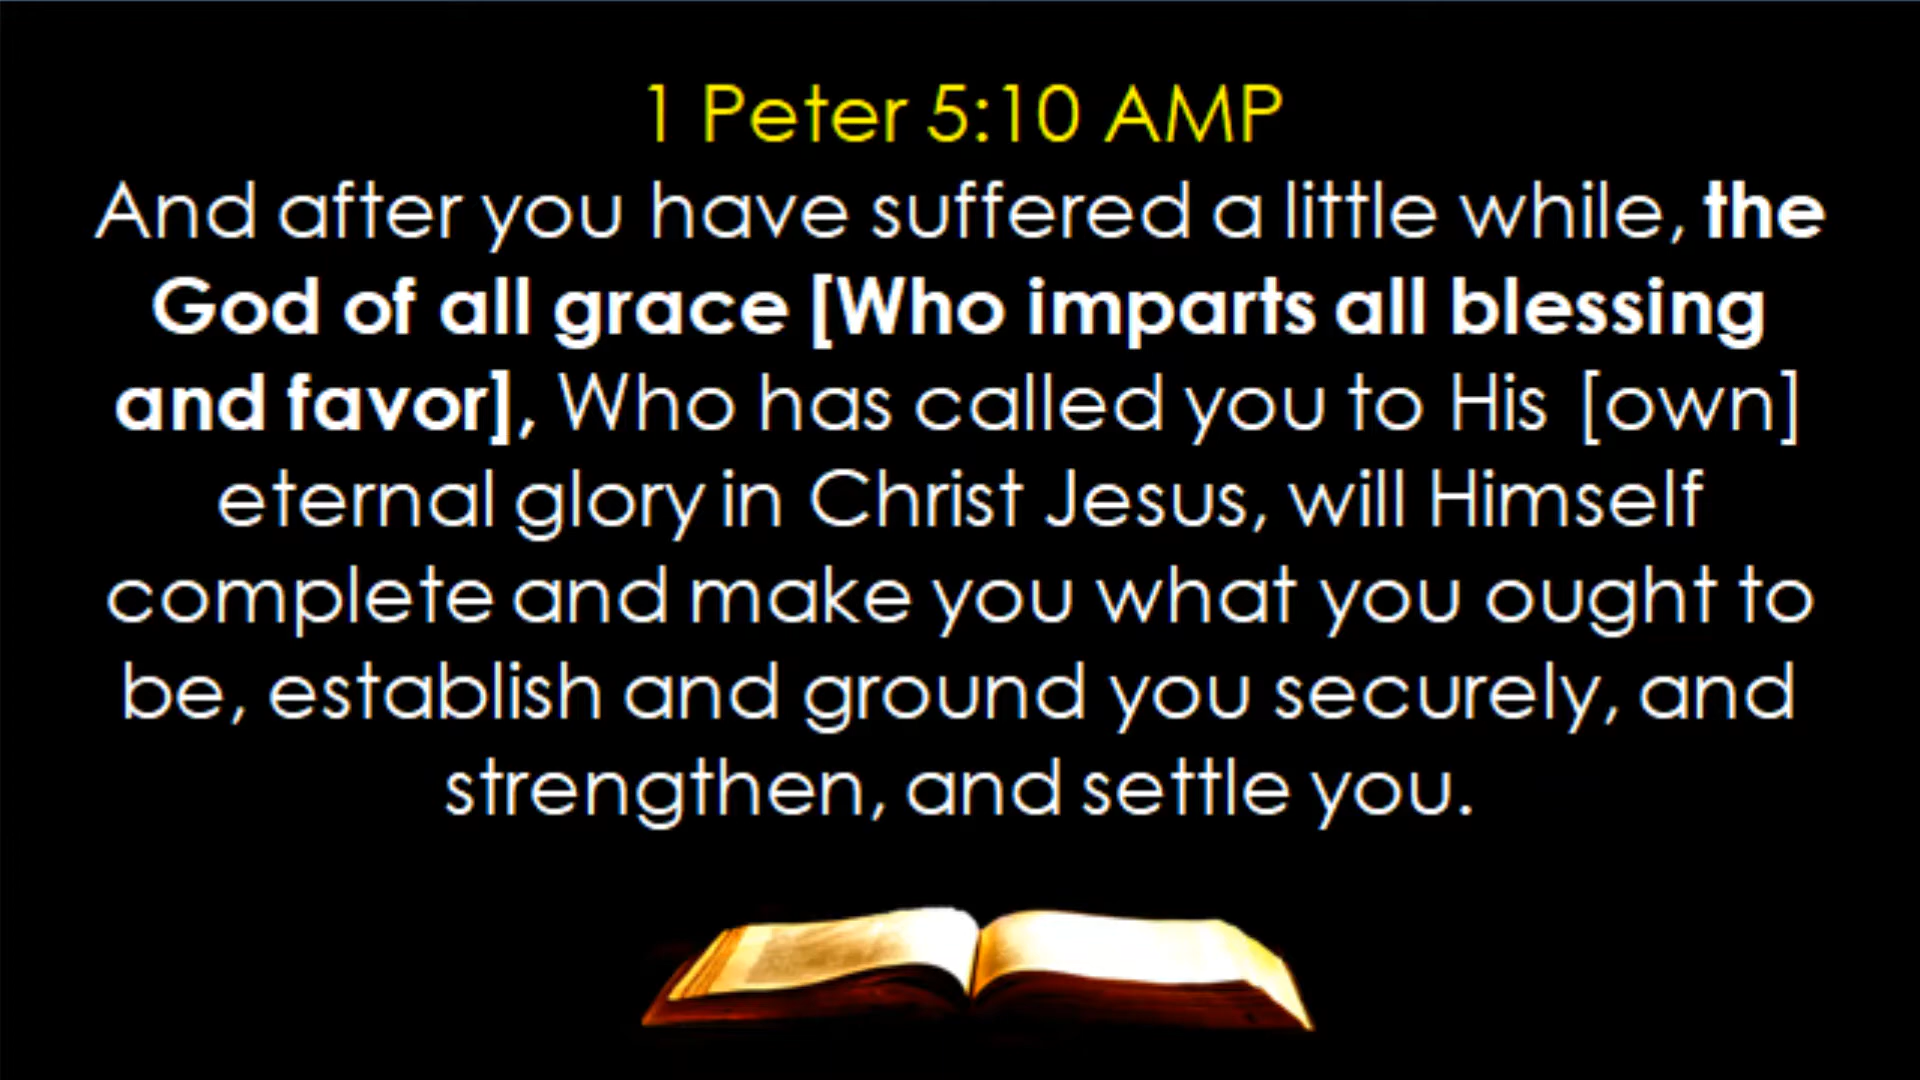 1 Peter 5:10 AMP
And after you have suffered a little while, the
God of all grace [Who imparts all blessing
and favor], Who has called you to His [own]
eternal glory in Christ Jesus, will Himself
complete and make you what you ought to
be, establish and ground you securely, and
strengthen, and settle you.